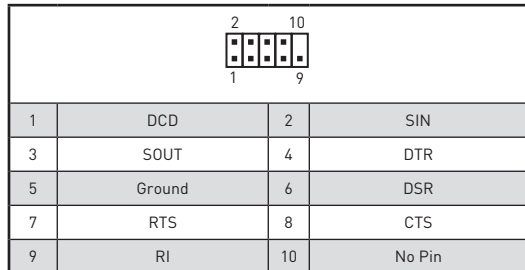 2 10
1 9
1 DCD 2 SIN
3 SOUT 4 DTR
5 Ground 6 DSR
7 RTS 8 CTS
9 RI 10 No Pin